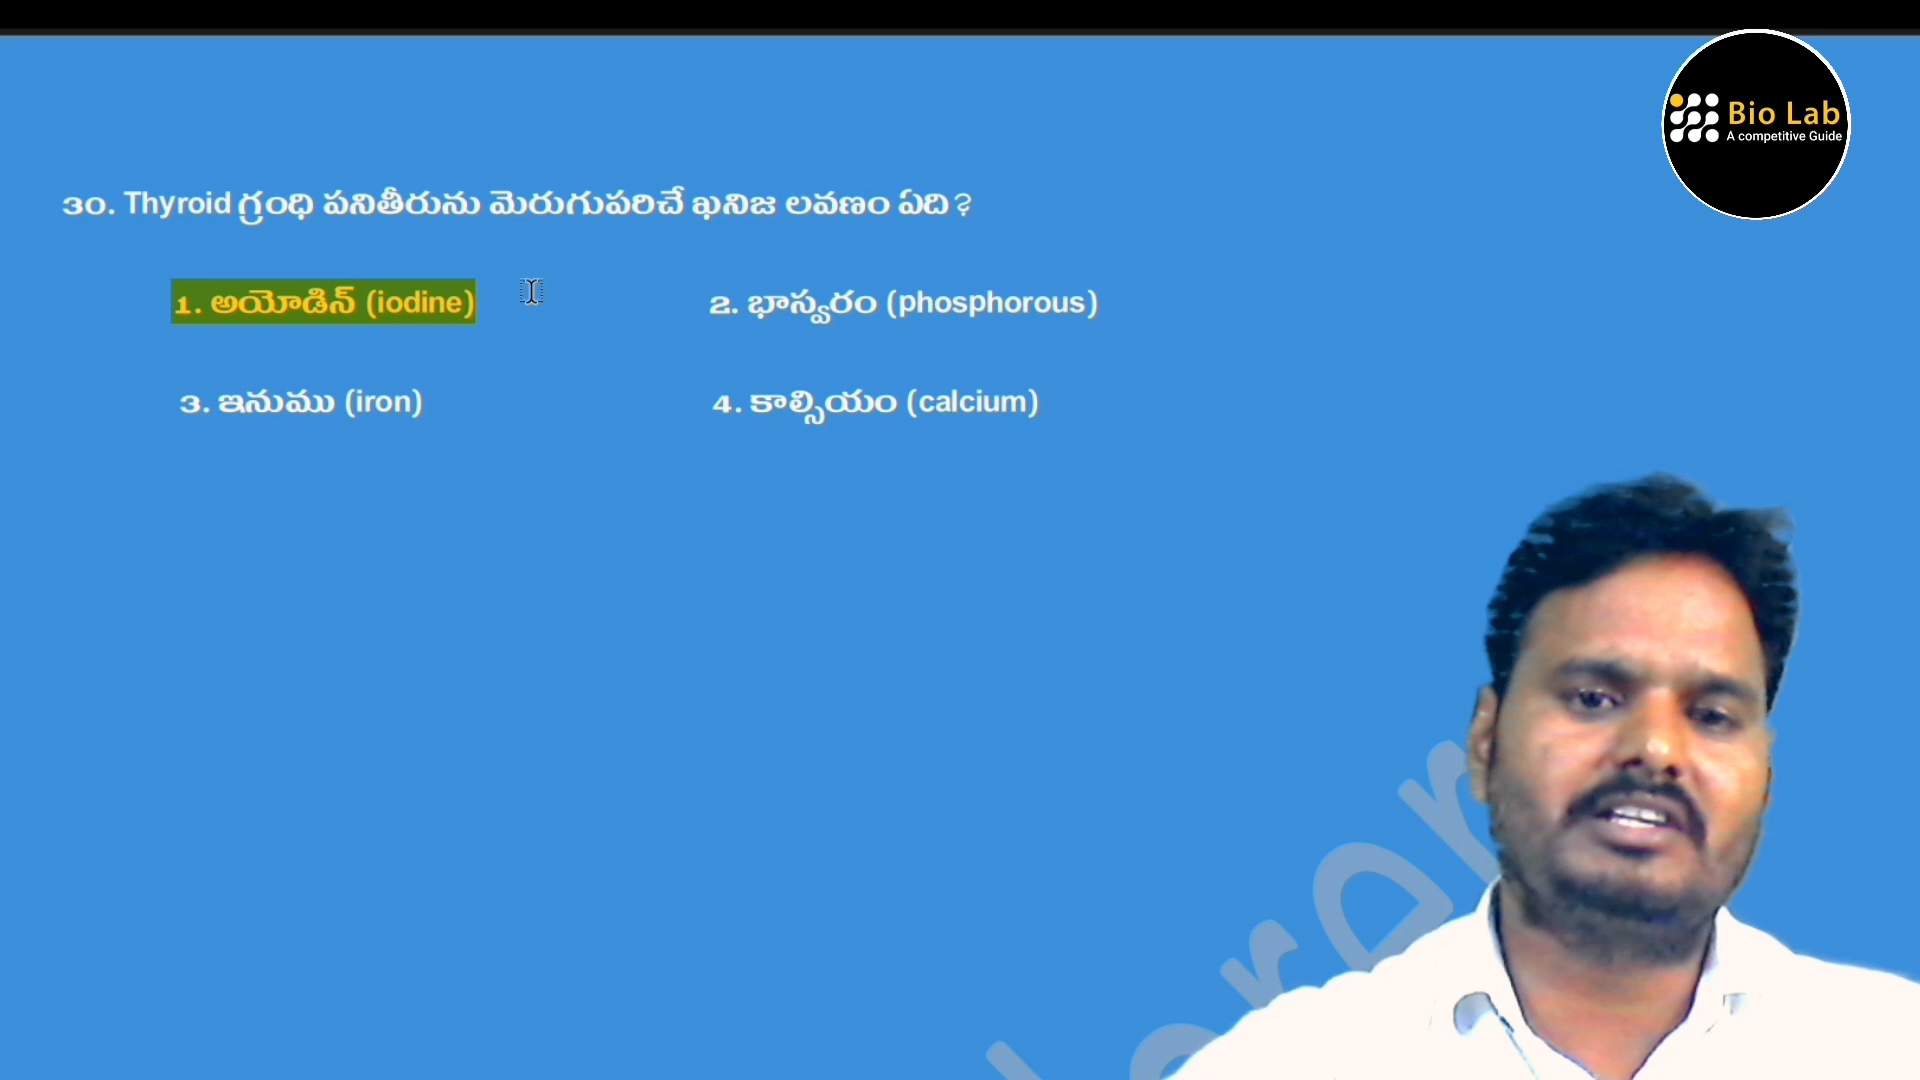 Bio Lab
A competitive Guide
30. Thyroid గ్రంధి పనితీరును మెరుగుపరిచే ఖనిజ లవణం ఏది?
1. అయోడిన్ (iodine)
2. భాస్వరం (phosphorous)
3. ఇనుము (iron)
4. కాల్సియం (calcium)